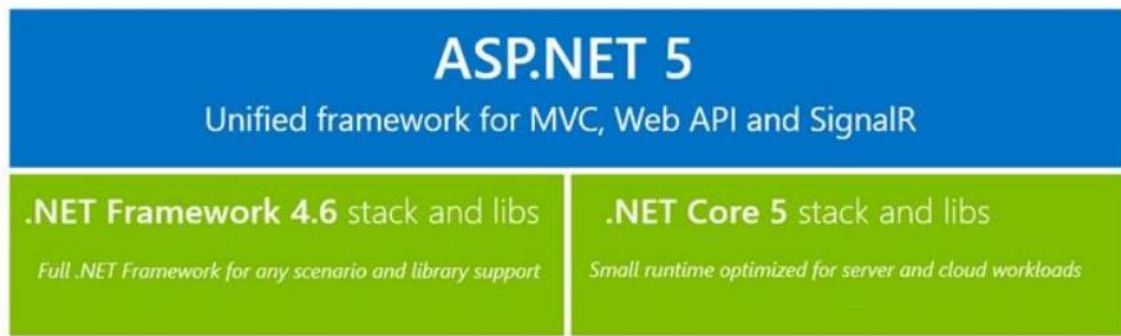 ASP.NET 5
Unified framework for MVC, Web API and SignalR
.NET Framework 4.6 stack and libs
Full .NET Framework for any scenario and library support
.NET Core 5 stack and libs
Small runtime optimized for server and cloud workloads